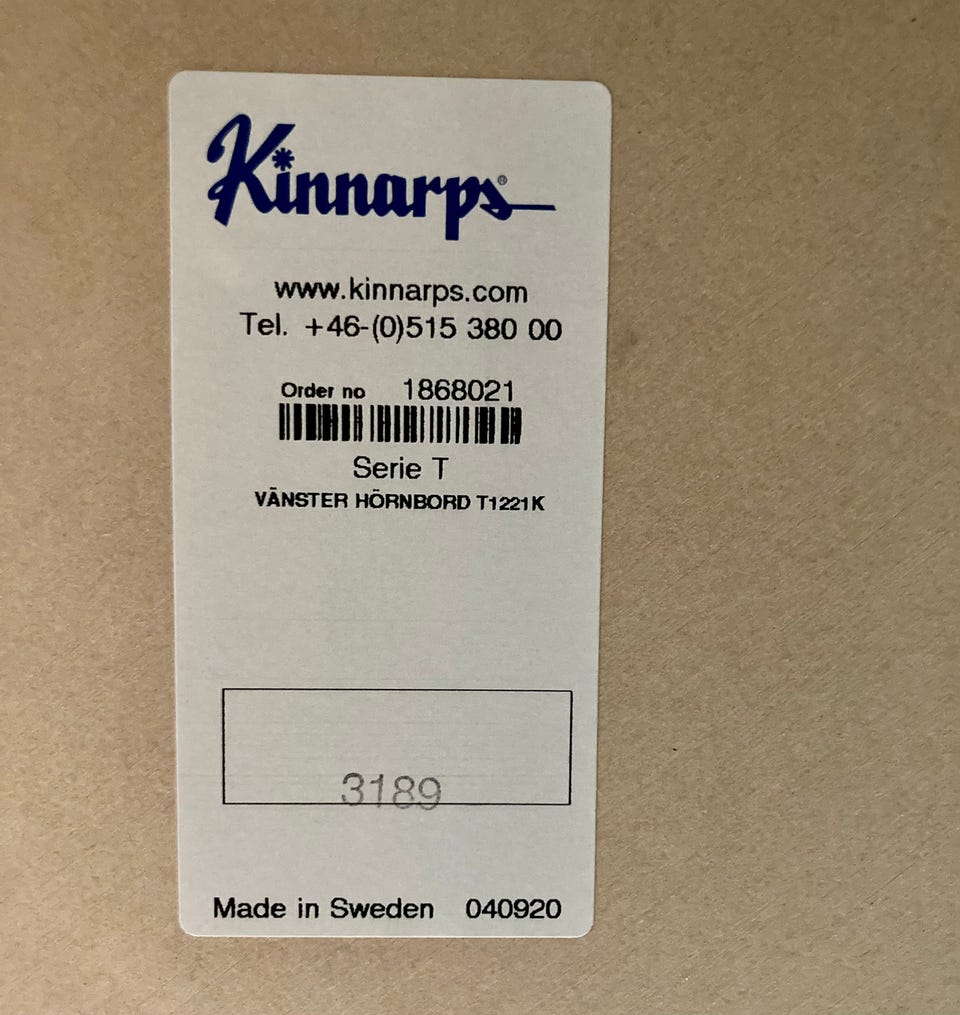 Kinnarps®
www.kinnarps.com
Tel. +46-(0)515 380 00
Order no 1868021
Serie T
VÄNSTER HÖRNBORD T1221K
3189
Made in Sweden 040920